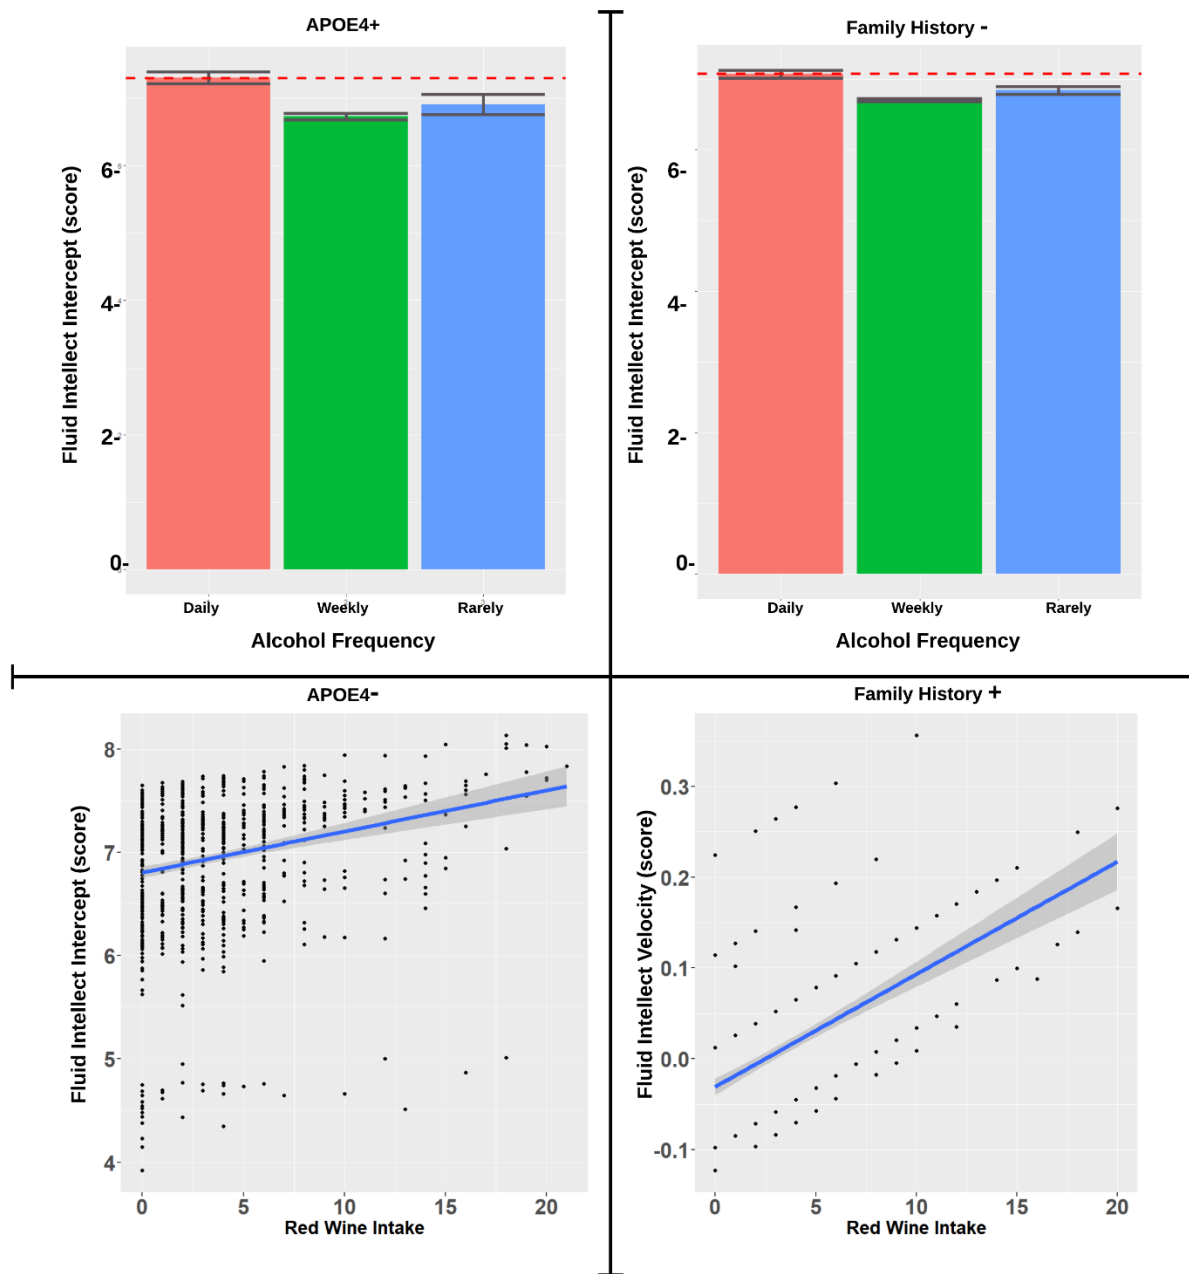 APOE4+
Fluid Intellect Intercept (score)
6-
4-
2-
0-
Daily Weekly Rarely
Alcohol Frequency
Family History -
Fluid Intellect Intercept (score)
6-
4-
2-
0-
Daily Weekly Rarely
Alcohol Frequency
APOE4-
Fluid Intellect Intercept (score)
8
7
6
5
4
0 5 10 15 20
Red Wine Intake
Family History +
Fluid Intellect Velocity (score)
0.3
0.2
0.1
0.0
-0.1
0 5 10 15 20
Red Wine Intake